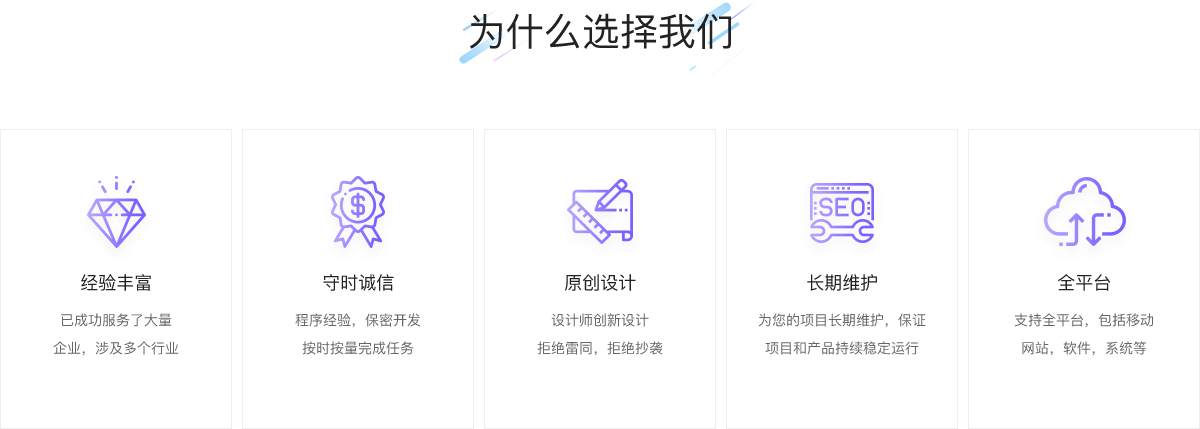 为什么选择我们
经验丰富
已成功服务了大量
企业，涉及多个行业
守时诚信
程序经验，保密开发
按时按量完成任务
原创设计
设计师创新设计
拒绝雷同，拒绝抄袭
SEO
长期维护
为您的项目长期维护，保证
项目和产品持续稳定运行
全平台
支持全平台，包括移动
网站，软件，系统等